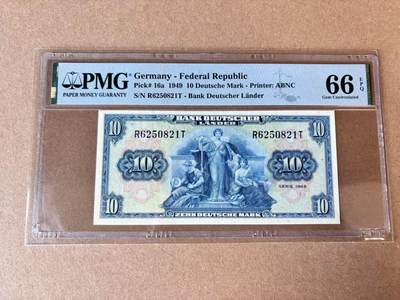 PMG
PAPER MONEY GUARANTY
Germany - Federal Republic
Pick# 16a 1949 10 Deutsche Mark - Printer: ABNC
S/N R6250821T - Bank Deutscher Länder
66 EPQ
Gem Uncirculated
BANK DEUTSCHER
LÄNDER
10 10
R6250821T R6250821T
10 10
SERIE 1949
10 ZEHN DEUTSCHE MARK 10